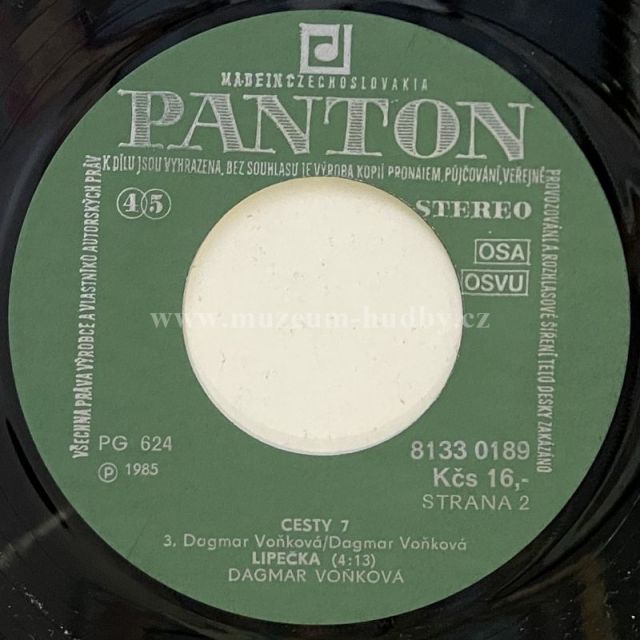 MADE IN CZECHOSLOVAKIA
PANTON
VŠECHNA PRÁVA VÝROBCE A VLASTNÍKŮ AUTORSKÝCH PRÁV
K DÍLU JSOU VYHRAZENA. BEZ SOUHLASU JE VÝROBA KOPIÍ PRONÁJEM, PŮJČOVÁNÍ, VEŘEJNÉ
PROVOZOVÁNÍ A ROZHLASOVÉ ŠÍŘENÍ TÉTO DESKY ZAKÁZÁNO
45
STEREO
OSA
OSVU
www.muzeum-hudby.cz
PG 624
Ⓟ 1985
8133 0189
Kčs 16,-
STRANA 2
CESTY 7
3. Dagmar Voňková/Dagmar Voňková
LIPEČKA (4:13)
DAGMAR VOŇKOVÁ